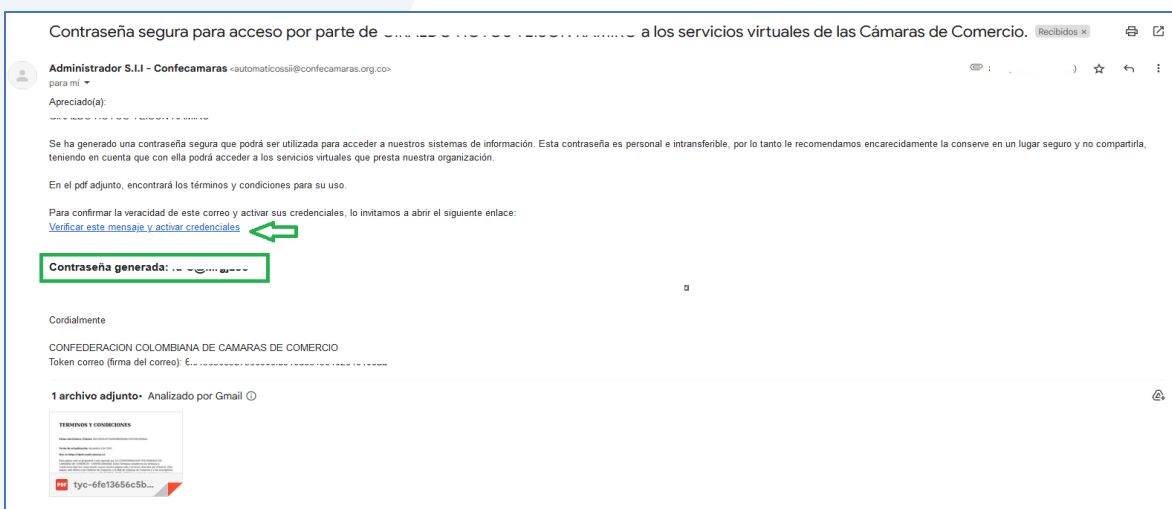 Contraseña segura para acceso por parte de a los servicios virtuales de las Cámaras de Comercio. Recibidos ×
Administrador S.I.I - Confecamaras <automaticossii@confecamaras.org.co>
para mí
Apreciado(a):
Se ha generado una contraseña segura que podrá ser utilizada para acceder a nuestros sistemas de información. Esta contraseña es personal e intransferible, por lo tanto le recomendamos encarecidamente la conserve en un lugar seguro y no compartirla,
teniendo en cuenta que con ella podrá acceder a los servicios virtuales que presta nuestra organización.
En el pdf adjunto, encontrará los términos y condiciones para su uso.
Para confirmar la veracidad de este correo y activar sus credenciales, lo invitamos a abrir el siguiente enlace:
Verificar este mensaje y activar credenciales
Contraseña generada:
Cordialmente
CONFEDERACION COLOMBIANA DE CAMARAS DE COMERCIO
Token correo (firma del correo):
1 archivo adjunto • Analizado por Gmail
TERMINOS Y CONDICIONES
PDF tyc-6fe13656c5b...